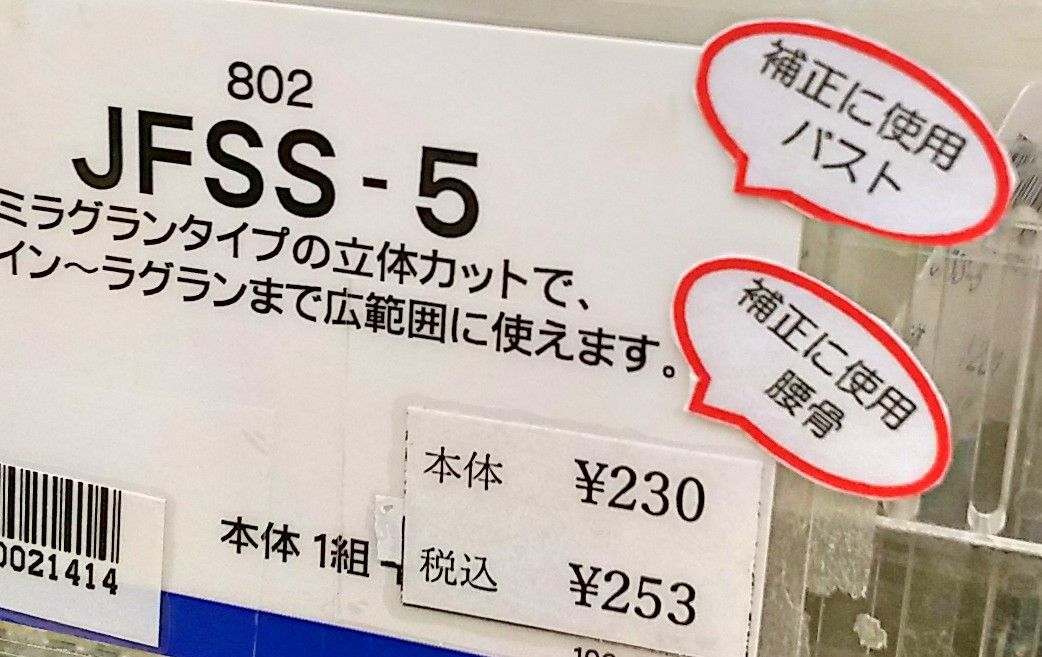 802
JFSS-5
ミラグランタイプの立体カットで、
イン～ラグランまで広範囲に使えます。
補正に使用
バスト
補正に使用
腰骨
本体 ¥230
本体 1組
税込 ¥253
0021414